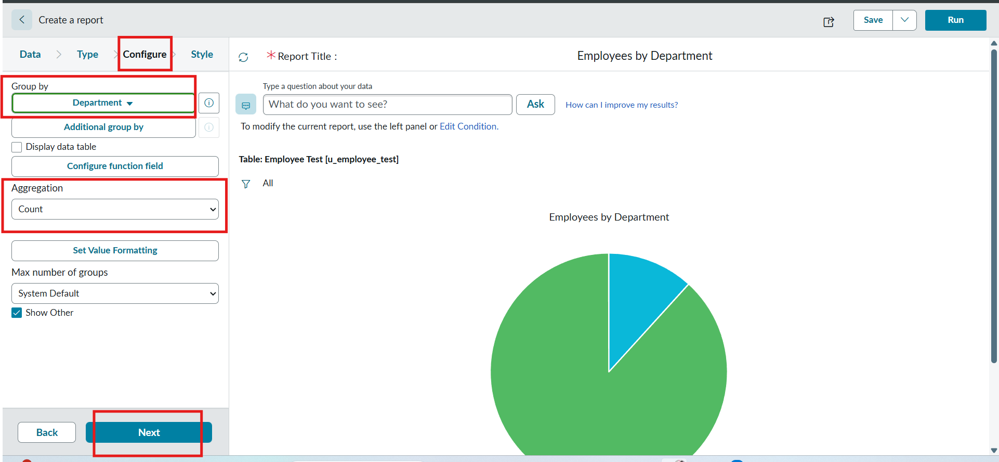 Create a report
Save
Run
Data
Type
Configure
Style
* Report Title :
Employees by Department
Group by
Department
Additional group by
Display data table
Configure function field
Aggregation
Count
Set Value Formatting
Max number of groups
System Default
Show Other
Back
Next
Type a question about your data
What do you want to see?
Ask
How can I improve my results?
To modify the current report, use the left panel or Edit Condition.
Table: Employee Test [u_employee_test]
All
Employees by Department